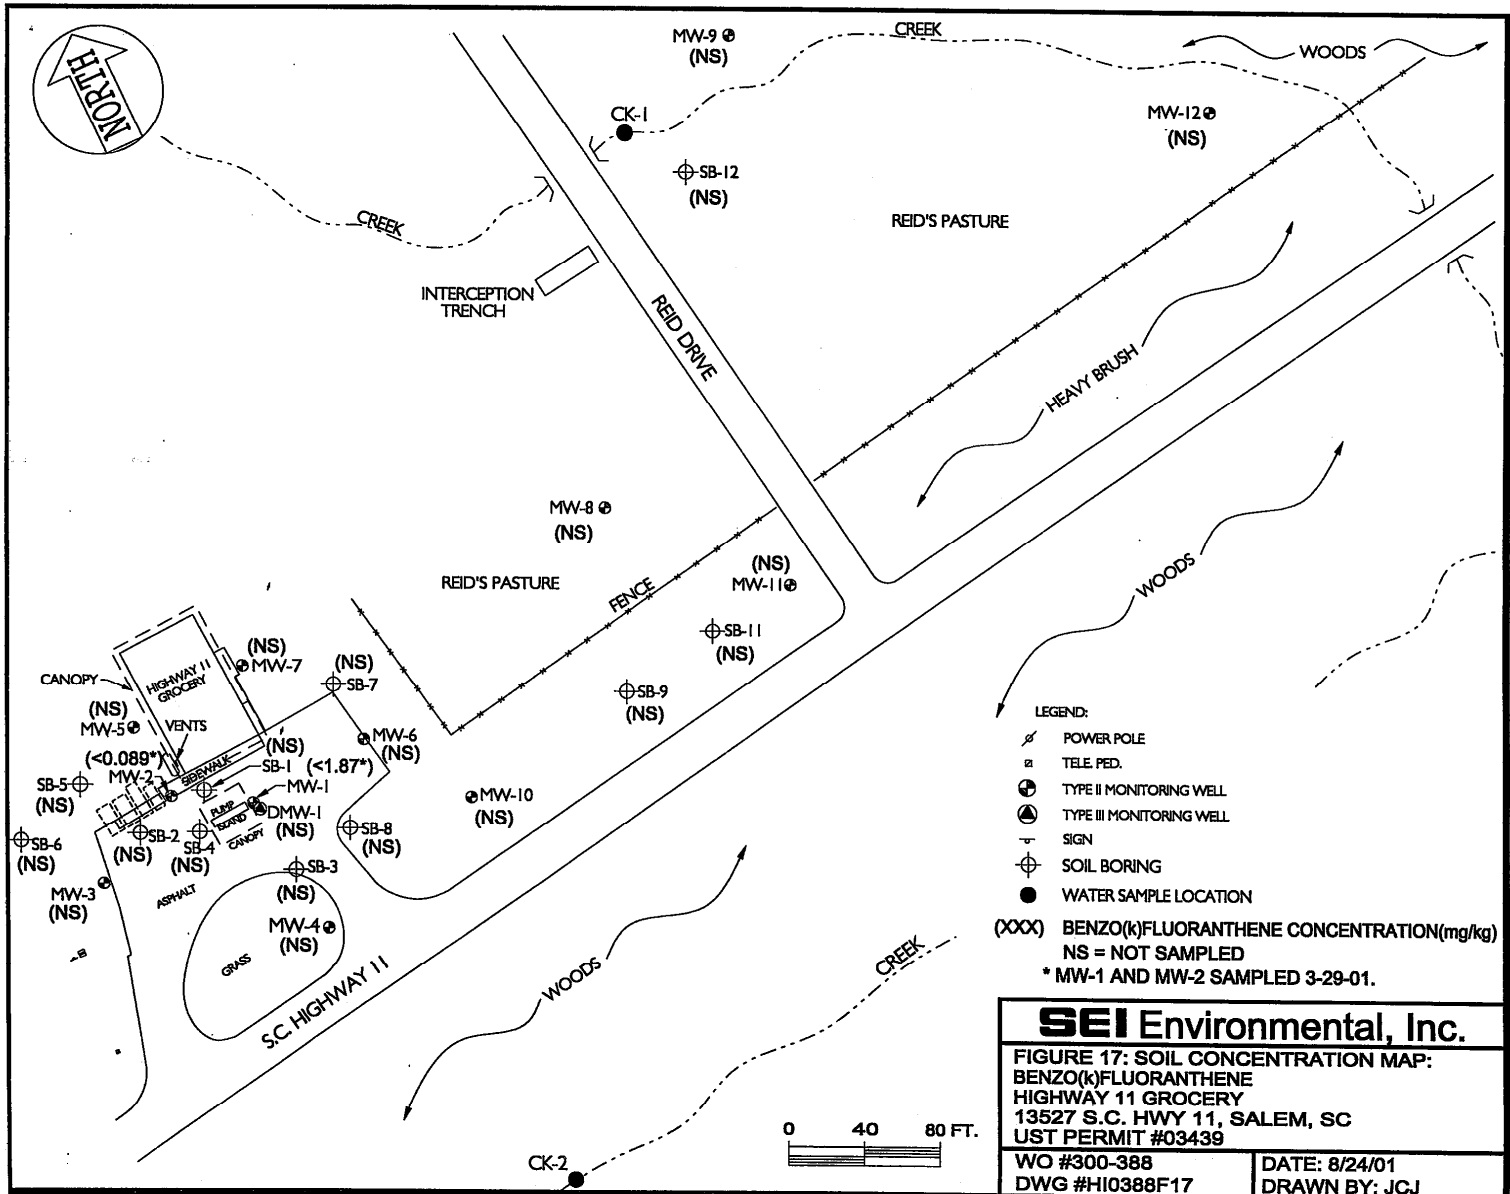 NORTH
MW-9
(NS)
CREEK
WOODS
CK-1
MW-12
(NS)
SB-12
(NS)
CREEK
REID'S PASTURE
INTERCEPTION
TRENCH
REID DRIVE
HEAVY BRUSH
MW-8
(NS)
REID'S PASTURE
FENCE
(NS)
MW-11
WOODS
SB-11
(NS)
(NS)
MW-7
(NS)
SB-7
CANOPY
HIGHWAY 11
GROCERY
SB-9
(NS)
(NS)
MW-5
VENTS
MW-6
(NS)
(<0.089*)
MW-2
SIDEWALK
(NS)
SB-1
(<1.87*)
MW-1
SB-5
(NS)
PUMP
ISLAND
CANOPY
DMW-1
(NS)
MW-10
(NS)
SB-6
(NS)
SB-2
(NS)
SB-4
(NS)
SB-8
(NS)
MW-3
(NS)
ASPHALT
SB-3
(NS)
MW-4
(NS)
GRASS
S.C. HIGHWAY 11
WOODS
CREEK
CK-2
LEGEND:
POWER POLE
TELE. PED.
TYPE II MONITORING WELL
TYPE III MONITORING WELL
SIGN
SOIL BORING
WATER SAMPLE LOCATION
(XXX) BENZO(k)FLUORANTHENE CONCENTRATION(mg/kg)
NS = NOT SAMPLED
* MW-1 AND MW-2 SAMPLED 3-29-01.
0 40 80 FT.
SEI Environmental, Inc.
FIGURE 17: SOIL CONCENTRATION MAP:
BENZO(k)FLUORANTHENE
HIGHWAY 11 GROCERY
13527 S.C. HWY 11, SALEM, SC
UST PERMIT #03439
WO #300-388
DWG #HI0388F17
DATE: 8/24/01
DRAWN BY: JCJ